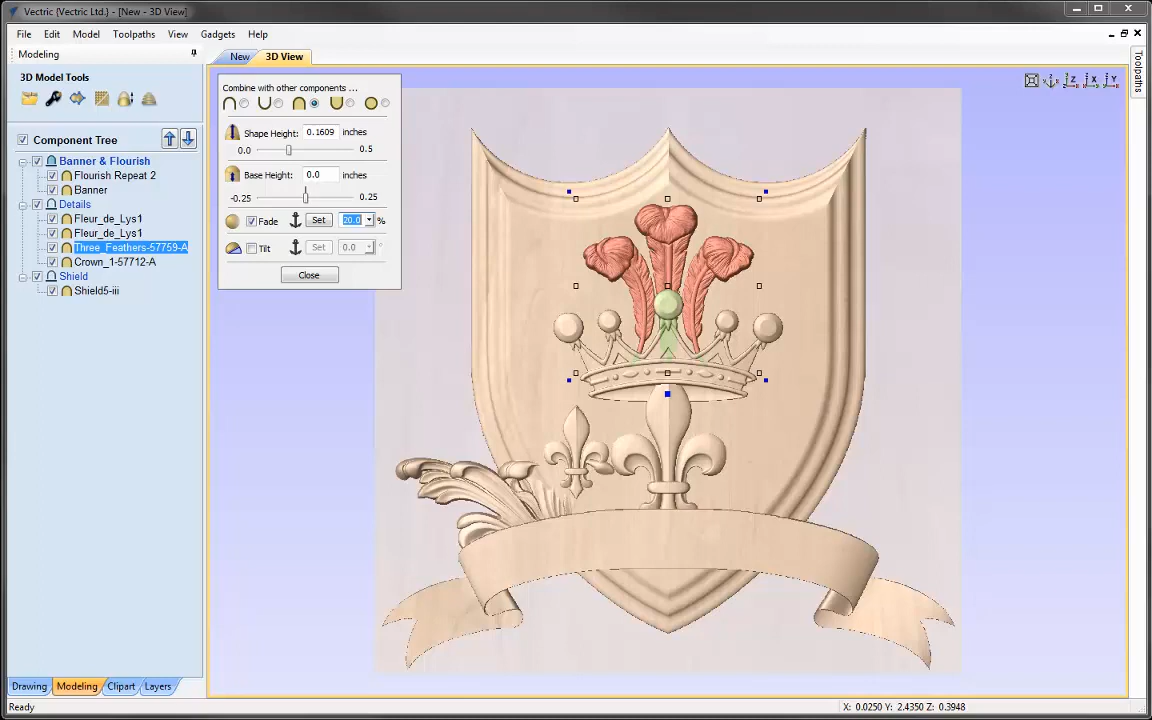 Vectric {Vectric Ltd.} - [New - 3D View]
File Edit Model Toolpaths View Gadgets Help
Modeling
3D Model Tools
Component Tree
Banner & Flourish
Flourish Repeat 2
Banner
Details
Fleur_de_Lys1
Fleur_de_Lys1
Three_Feathers-57759-A
Crown_1-57712-A
Shield
Shield5-iii
Drawing Modeling Clipart Layers
Ready
New 3D View
Combine with other components ...
Shape Height: 0.1609 inches
0.0 0.5
Base Height: 0.0 inches
-0.25 0.25
Fade Set 20.0 %
Tilt Set 0.0 °
Close
Z X Y
Toolpaths
X: 0.0250 Y: 2.4350 Z: 0.3948